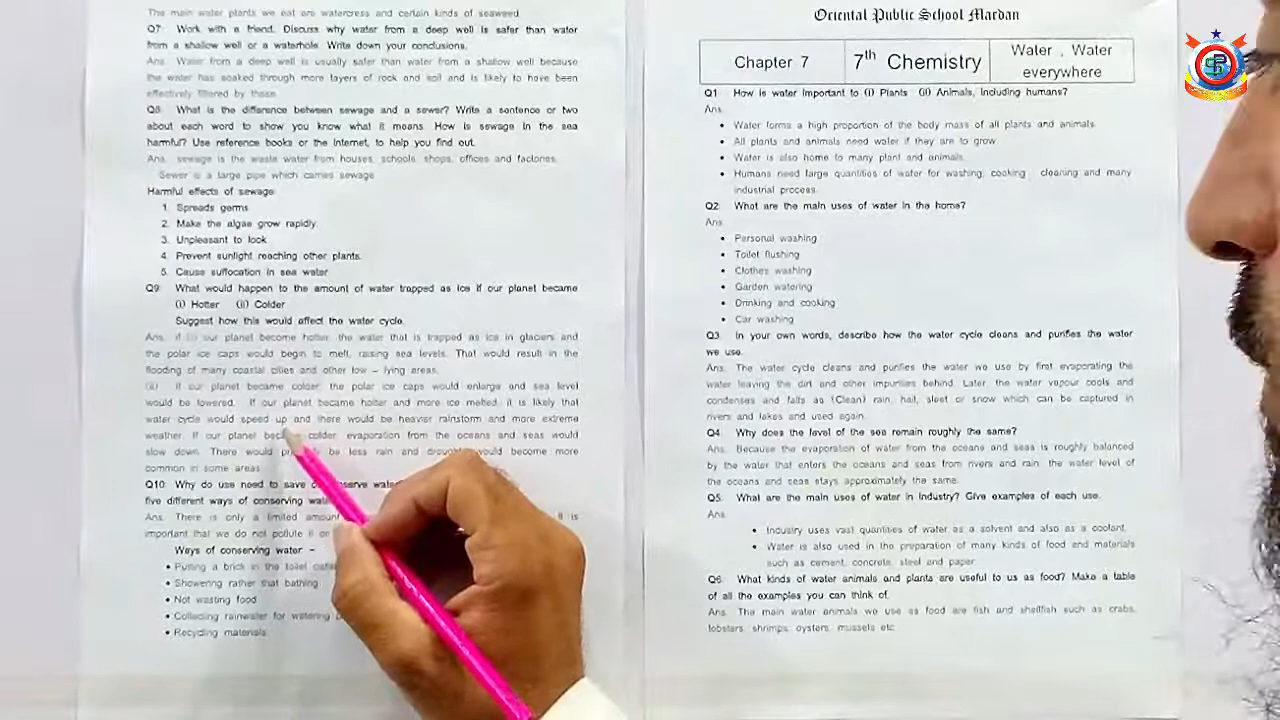 The main water plants we eat are watercress and certain kinds of seaweed
Q7 Work with a friend. Discuss why water from a deep well is safer than water
from a shallow well or a waterhole. Write down your conclusions.
Ans. Water from a deep well is usually safer than water from a shallow well because
the water has soaked through more layers of rock and soil and is likely to have been
effectively filtered by those
Q8 What is the difference between sewage and a sewer? Write a sentence or two
about each word to show you know what it means. How is sewage in the sea
harmful? Use reference books or the Internet, to help you find out.
Ans. sewage is the waste water from houses, schools, shops, offices and factories.
Sewer is a large pipe which carries sewage
Harmful effects of sewage
1. Spreads germs
2. Make the algae grow rapidly
3. Unpleasant to look
4. Prevent sunlight reaching other plants.
5. Cause suffocation in sea water
Q9 What would happen to the amount of water trapped as ice if our planet became
(i) Hotter (ii) Colder
Suggest how this would affect the water cycle.
Ans. if to our planet become hotter, the water that is trapped as ice in glaciers and
the polar ice caps would begin to melt, raising sea levels. That would result in the
flooding of many coastal cities and other low – lying areas.
(ii) If our planet became colder the polar ice caps would enlarge and sea level
would be lowered. If our planet became hotter and more ice melted, it is likely that
water cycle would speed up and there would be heavier rainstorm and more extreme
weather. If our planet became colder evaporation from the oceans and seas would
slow down. There would be less rain and drought would become more
common in some areas
Q10 Why do use need to save conserve
five different ways of conserving
Ans. There is only a limited amount it is
important that we do not pollute it or
Ways of conserving water –
• Putting a brick in the toilet
• Showering rather that bathing
• Not wasting food
• Collecting rainwater for watering
• Recycling materials
Oriental Public School Mardan
Chapter 7
7th Chemistry
Water , Water
everywhere
Q1 How is water important to (i) Plants (ii) Animals, including humans?
Ans.
• Water forms a high proportion of the body mass of all plants and animals.
• All plants and animals need water if they are to grow
• Water is also home to many plant and animals.
• Humans need large quantities of water for washing, cooking , cleaning and many
industrial process.
Q2 What are the main uses of water in the home?
Ans
• Personal washing
• Toilet flushing
• Clothes washing
• Garden watering
• Drinking and cooking
• Car washing
Q3 In your own words, describe how the water cycle cleans and purifies the water
we use.
Ans. The water cycle cleans and purifies the water we use by first evaporating the
water leaving the dirt and other impurities behind. Later the water vapour cools and
condenses and falls as (Clean) rain, hail, sleet or snow which can be captured in
rivers and lakes and used again.
Q4 Why does the level of the sea remain roughly the same?
Ans. Because the evaporation of water from the oceans and seas is roughly balanced
by the water that enters the oceans and seas from rivers and rain the water level of
the oceans and seas stays approximately the same.
Q5. What are the main uses of water in industry? Give examples of each use.
Ans.
• Industry uses vast quantities of water as a solvent and also as a coolant.
• Water is also used in the preparation of many kinds of food and materials
such as cement, concrete, steel and paper
Q6 What kinds of water animals and plants are useful to us as food? Make a table
of all the examples you can think of.
Ans. The main water animals we use as food are fish and shellfish such as crabs,
lobsters, shrimps, oysters, mussels etc